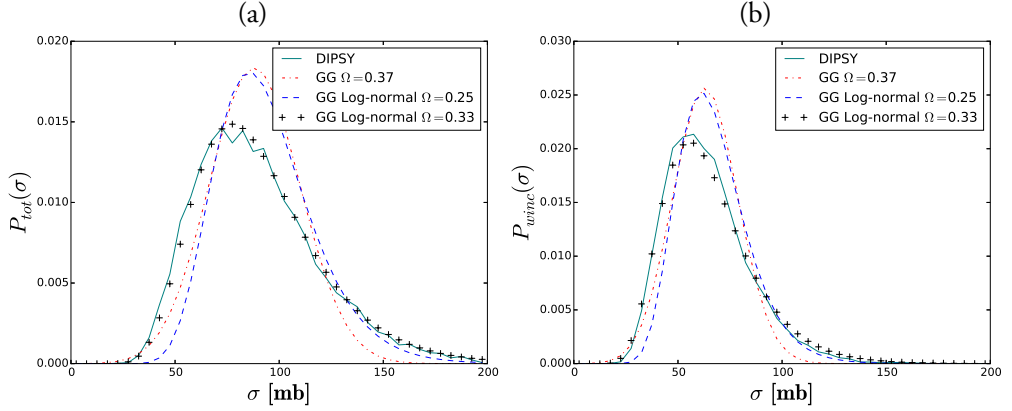 (a)
0.020
0.015
0.010
0.005
0.000
0
50
100
150
200
P_tot(σ)
σ [mb]
DIPSY
GG Ω=0.37
GG Log-normal Ω=0.25
GG Log-normal Ω=0.33
(b)
0.030
0.025
0.020
0.015
0.010
0.005
0.000
0
50
100
150
200
P_winc(σ)
σ [mb]
DIPSY
GG Ω=0.37
GG Log-normal Ω=0.25
GG Log-normal Ω=0.33